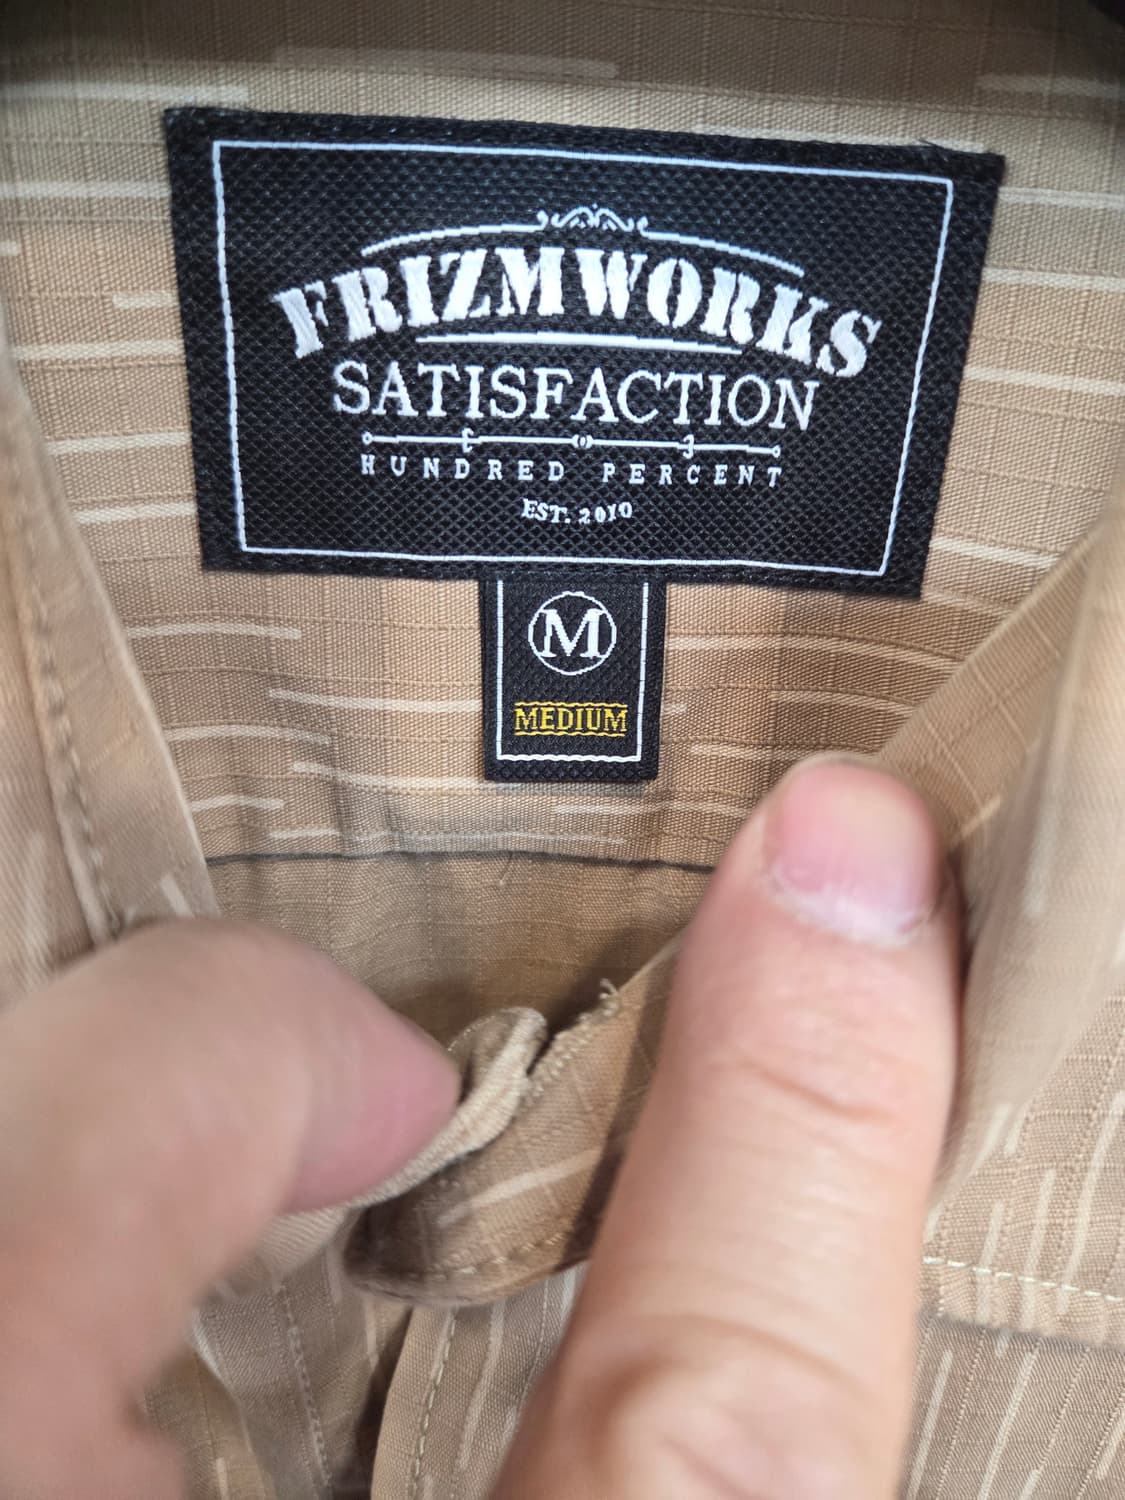 FRIZMWORKS
SATISFACTION
HUNDRED PERCENT
EST. 2010
M
MEDIUM